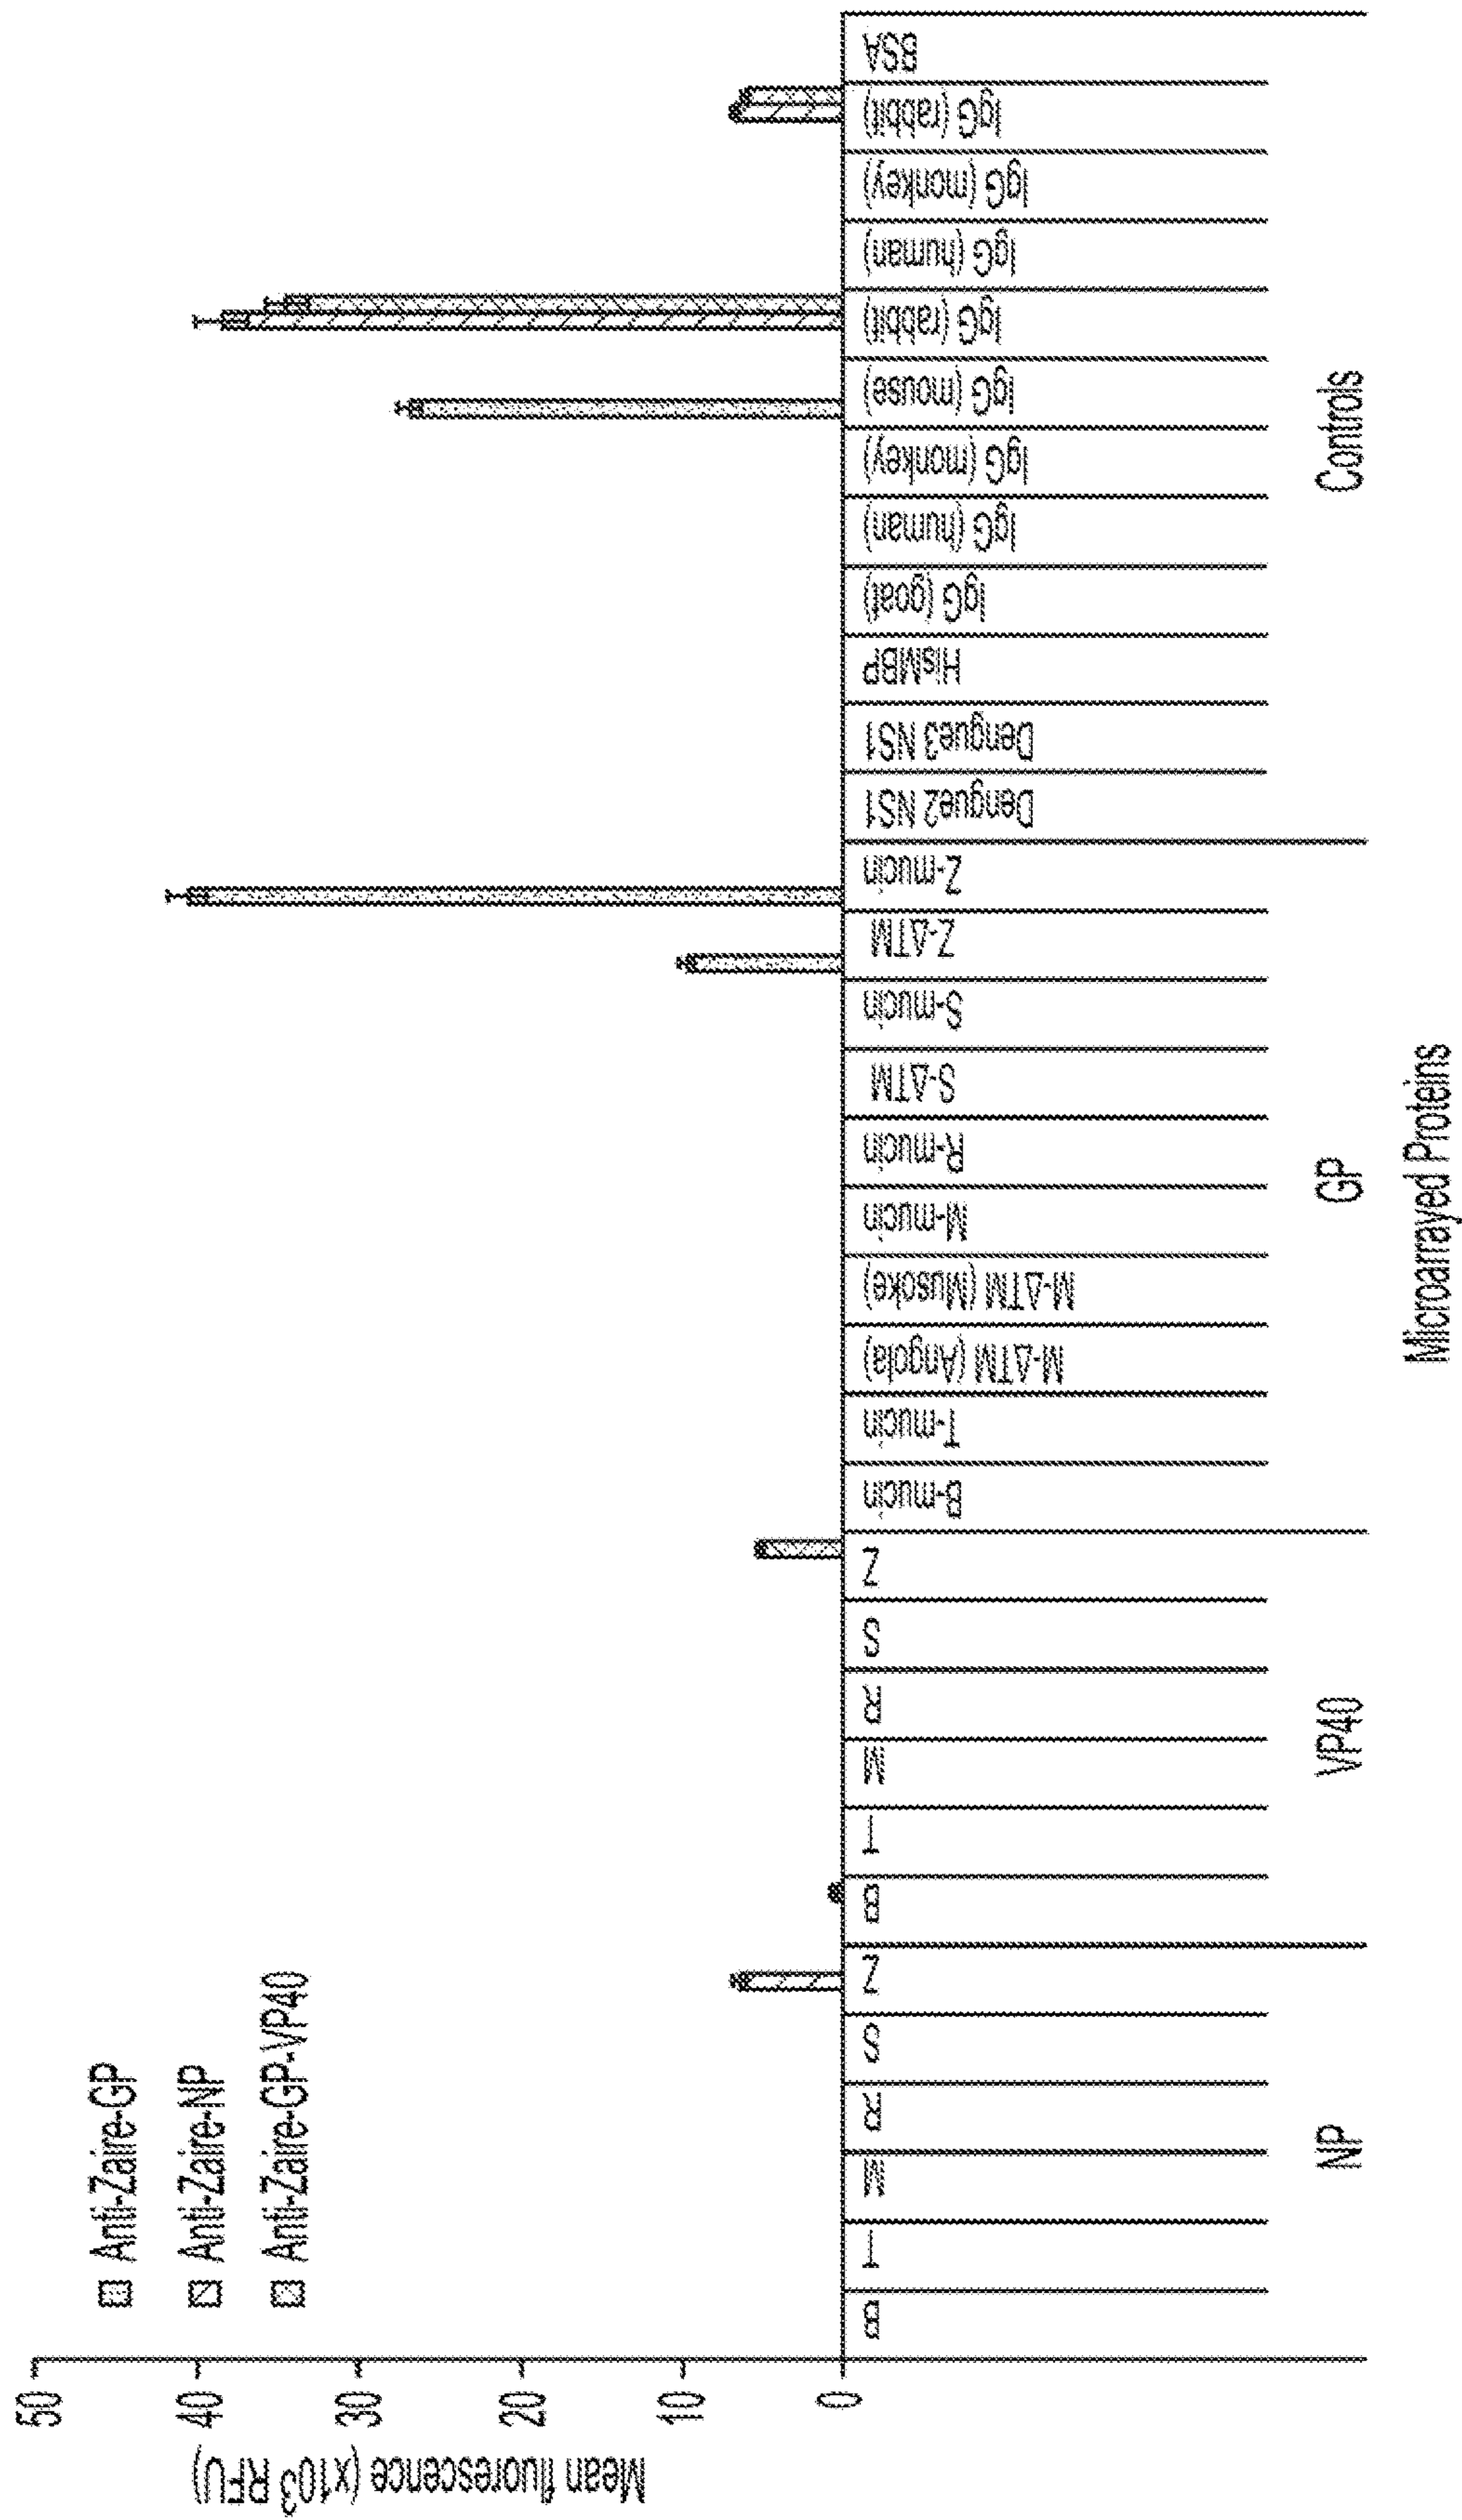 Mean fluorescence (x10³ RFU)
50
40
30
20
10
0
Anti-Zaire-GP
Anti-Zaire-NP
Anti-Zaire-GP-VP40
B
T
M
R
S
Z
B
T
M
R
S
Z
B-mucin
T-mucin
M-ΔTM (Angola)
M-ΔTM (Musoke)
M-mucin
R-mucin
S-ΔTM
S-mucin
Z-ΔTM
Z-mucin
Dengue2 NS1
Dengue3 NS1
HisMBP
IgG (goat)
IgG (human)
IgG (monkey)
IgG (mouse)
IgG (rabbit)
IgG (human)
IgG (monkey)
IgG (rabbit)
BSA
NP
VP40
GP
Controls
Microarrayed Proteins